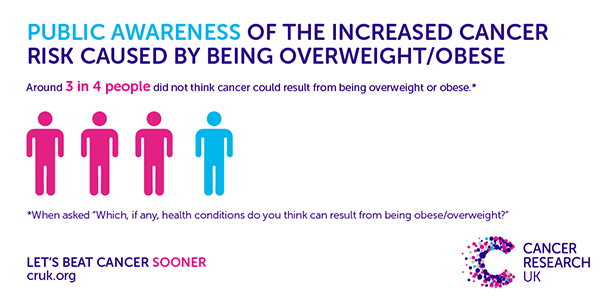 PUBLIC AWARENESS OF THE INCREASED CANCER
RISK CAUSED BY BEING OVERWEIGHT/OBESE
Around 3 in 4 people did not think cancer could result from being overweight or obese.*
*When asked “Which, if any, health conditions do you think can result from being obese/overweight?”
LET'S BEAT CANCER SOONER
cruk.org
CANCER
RESEARCH
UK